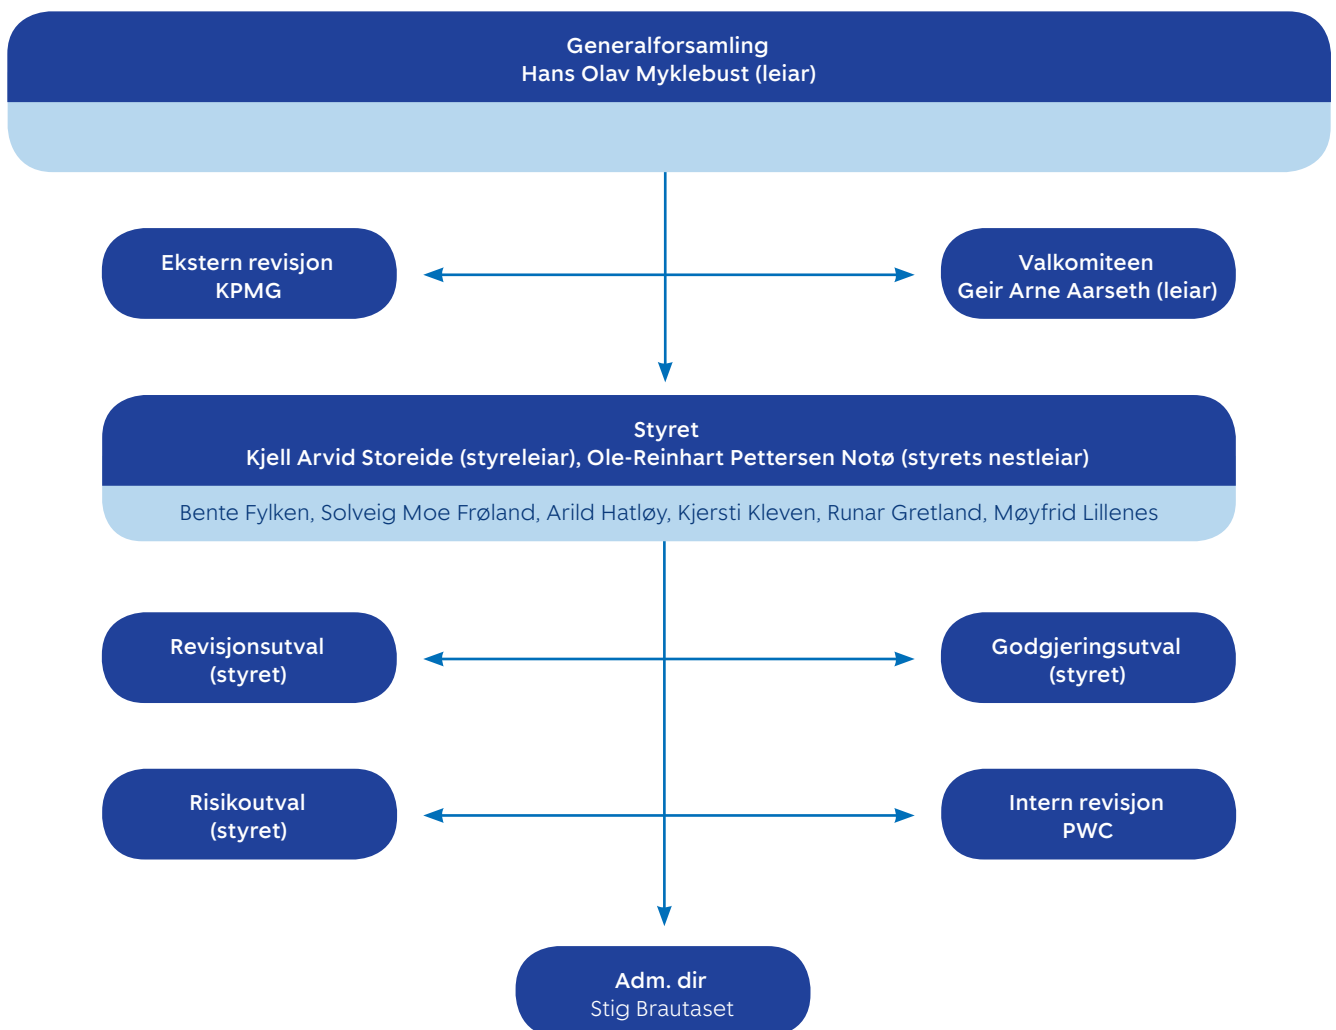 Generalforsamling
Hans Olav Myklebust (leiar)
Ekstern revisjon
KPMG
Valkomiteen
Geir Arne Aarseth (leiar)
Styret
Kjell Arvid Storeide (styreleiar), Ole-Reinhart Pettersen Notø (styrets nestleiar)
Bente Fylken, Solveig Moe Frøland, Arild Hatløy, Kjersti Kleven, Runar Gretland, Møyfrid Lillenes
Revisjonsutval
(styret)
Godgjeringsutval
(styret)
Risikoutval
(styret)
Intern revisjon
PWC
Adm. dir
Stig Brautaset